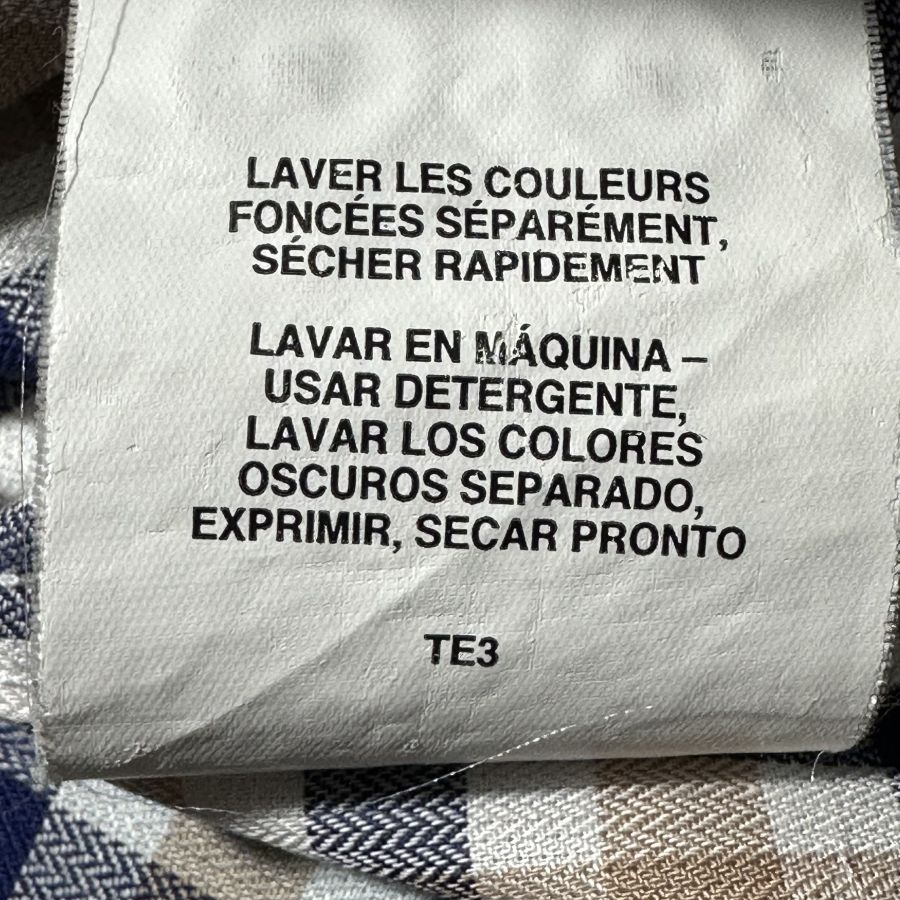 LAVER LES COULEURS
FONCÉES SÉPARÉMENT,
SÉCHER RAPIDEMENT
LAVAR EN MÁQUINA –
USAR DETERGENTE,
LAVAR LOS COLORES
OSCUROS SEPARADO,
EXPRIMIR, SECAR PRONTO
TE3